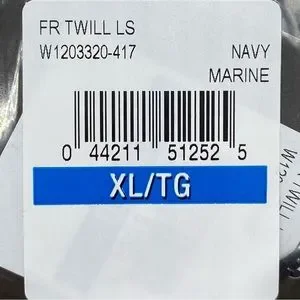 FR TWILL LS
W1203320-417 NAVY
MARINE
0 44211 51252 5
XL/TG